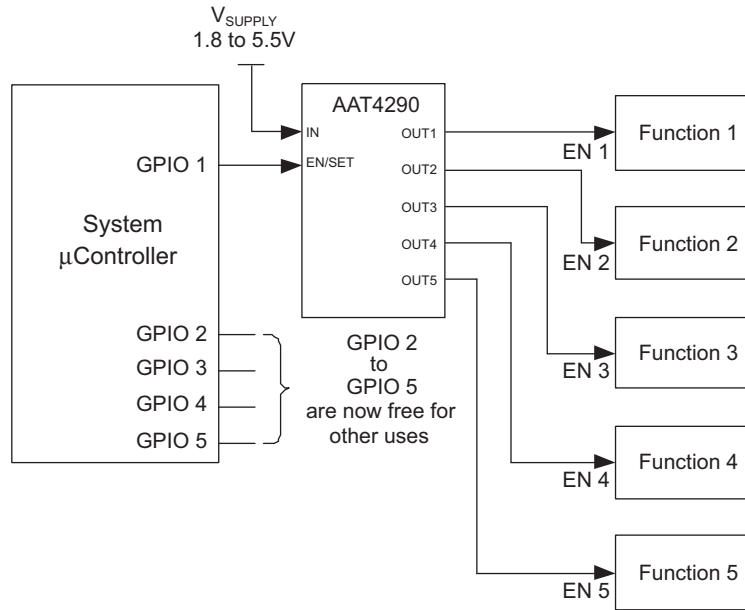 VSUPPLY
1.8 to 5.5V
AAT4290
IN
EN/SET
OUT1
OUT2
OUT3
OUT4
OUT5
GPIO 1
System
µController
GPIO 2
GPIO 3
GPIO 4
GPIO 5
GPIO 2
to
GPIO 5
are now free for
other uses
EN 1
Function 1
EN 2
Function 2
EN 3
Function 3
EN 4
Function 4
EN 5
Function 5